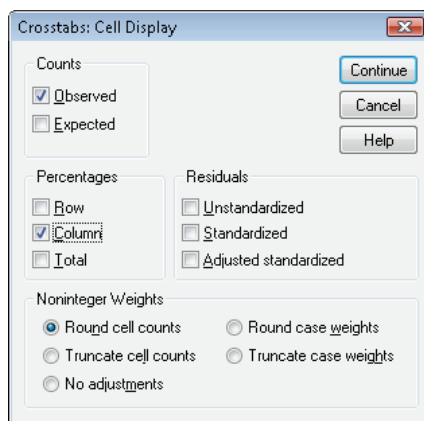 Crosstabs: Cell Display
Counts
Observed
Expected
Continue
Cancel
Help
Percentages
Row
Column
Total
Residuals
Unstandardized
Standardized
Adjusted standardized
Noninteger Weights
Round cell counts
Round case weights
Truncate cell counts
Truncate case weights
No adjustments